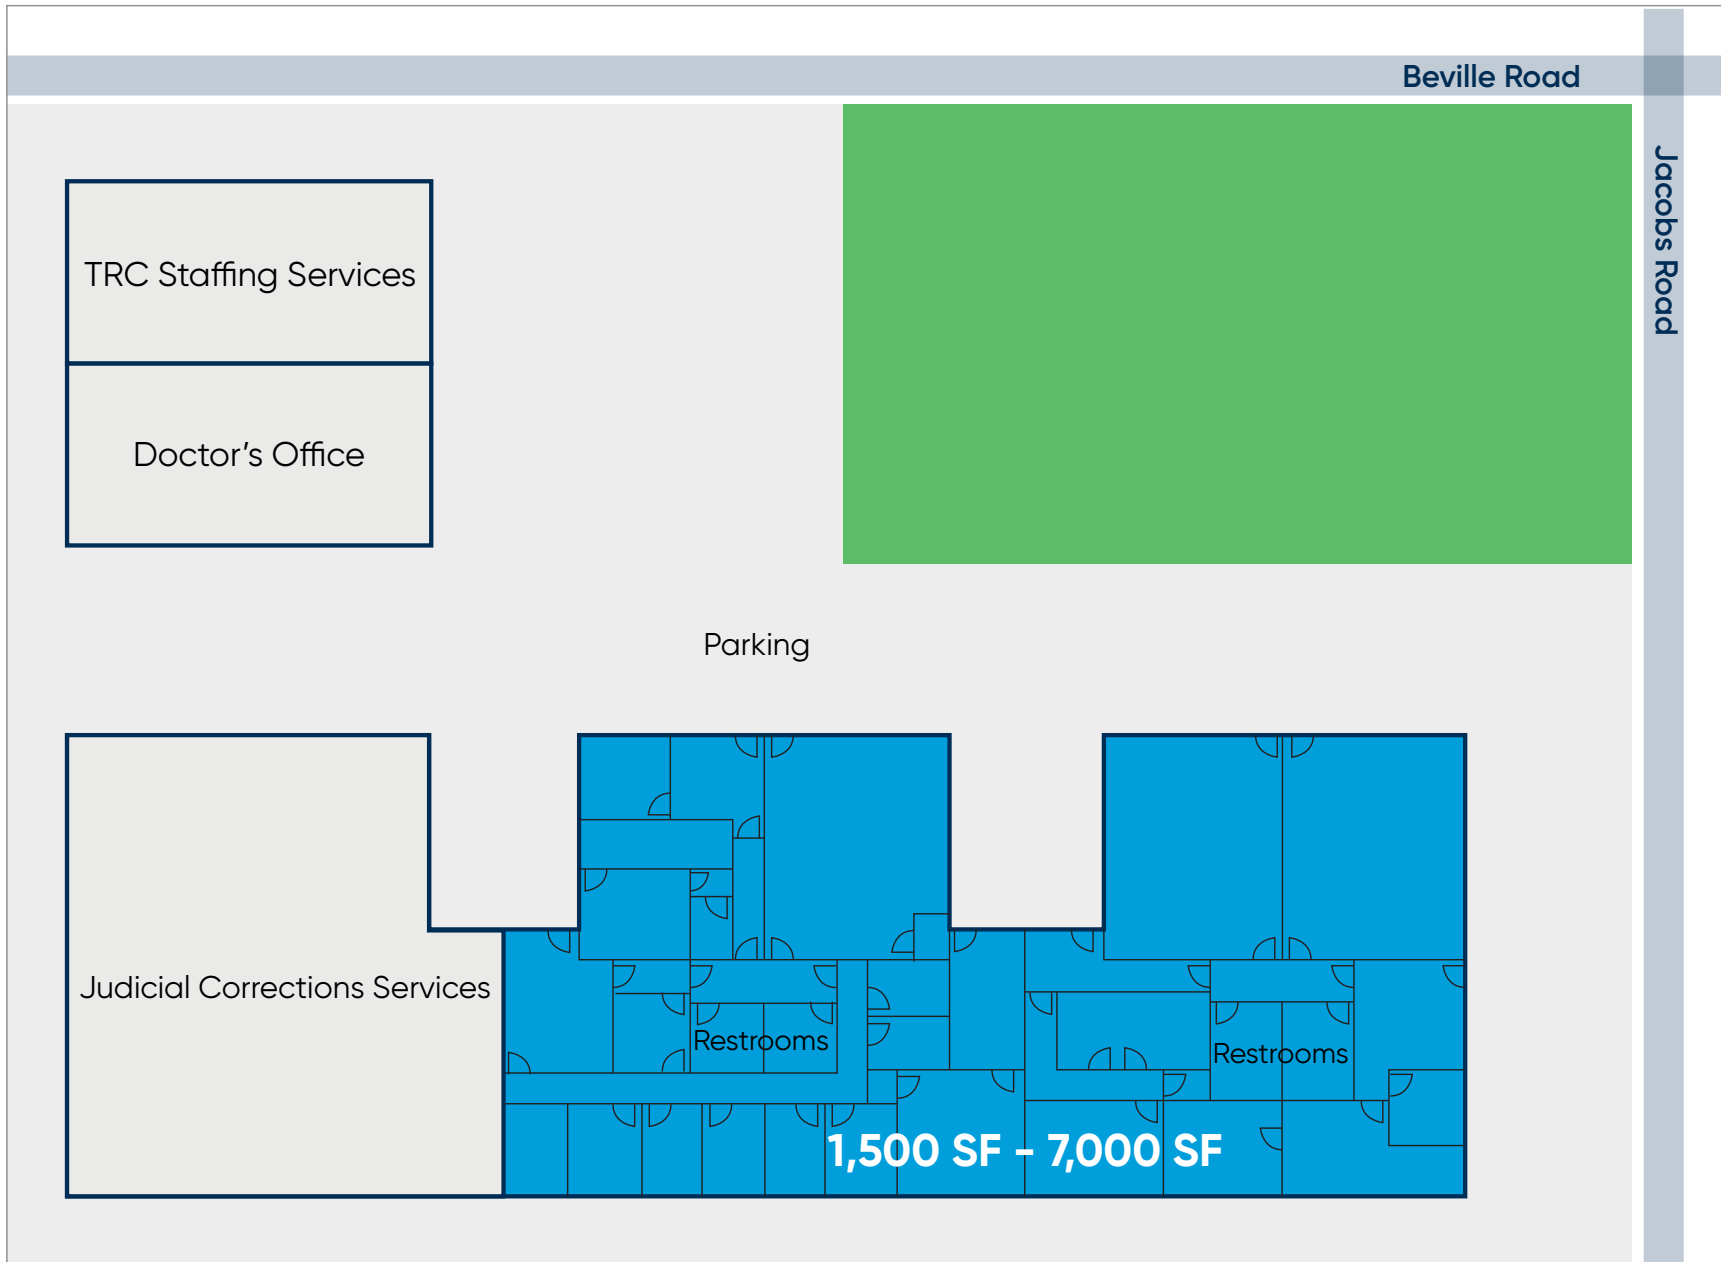 Beville Road
Jacobs Road
TRC Staffing Services
Doctor’s Office
Parking
Judicial Corrections Services
Restrooms
Restrooms
1,500 SF - 7,000 SF